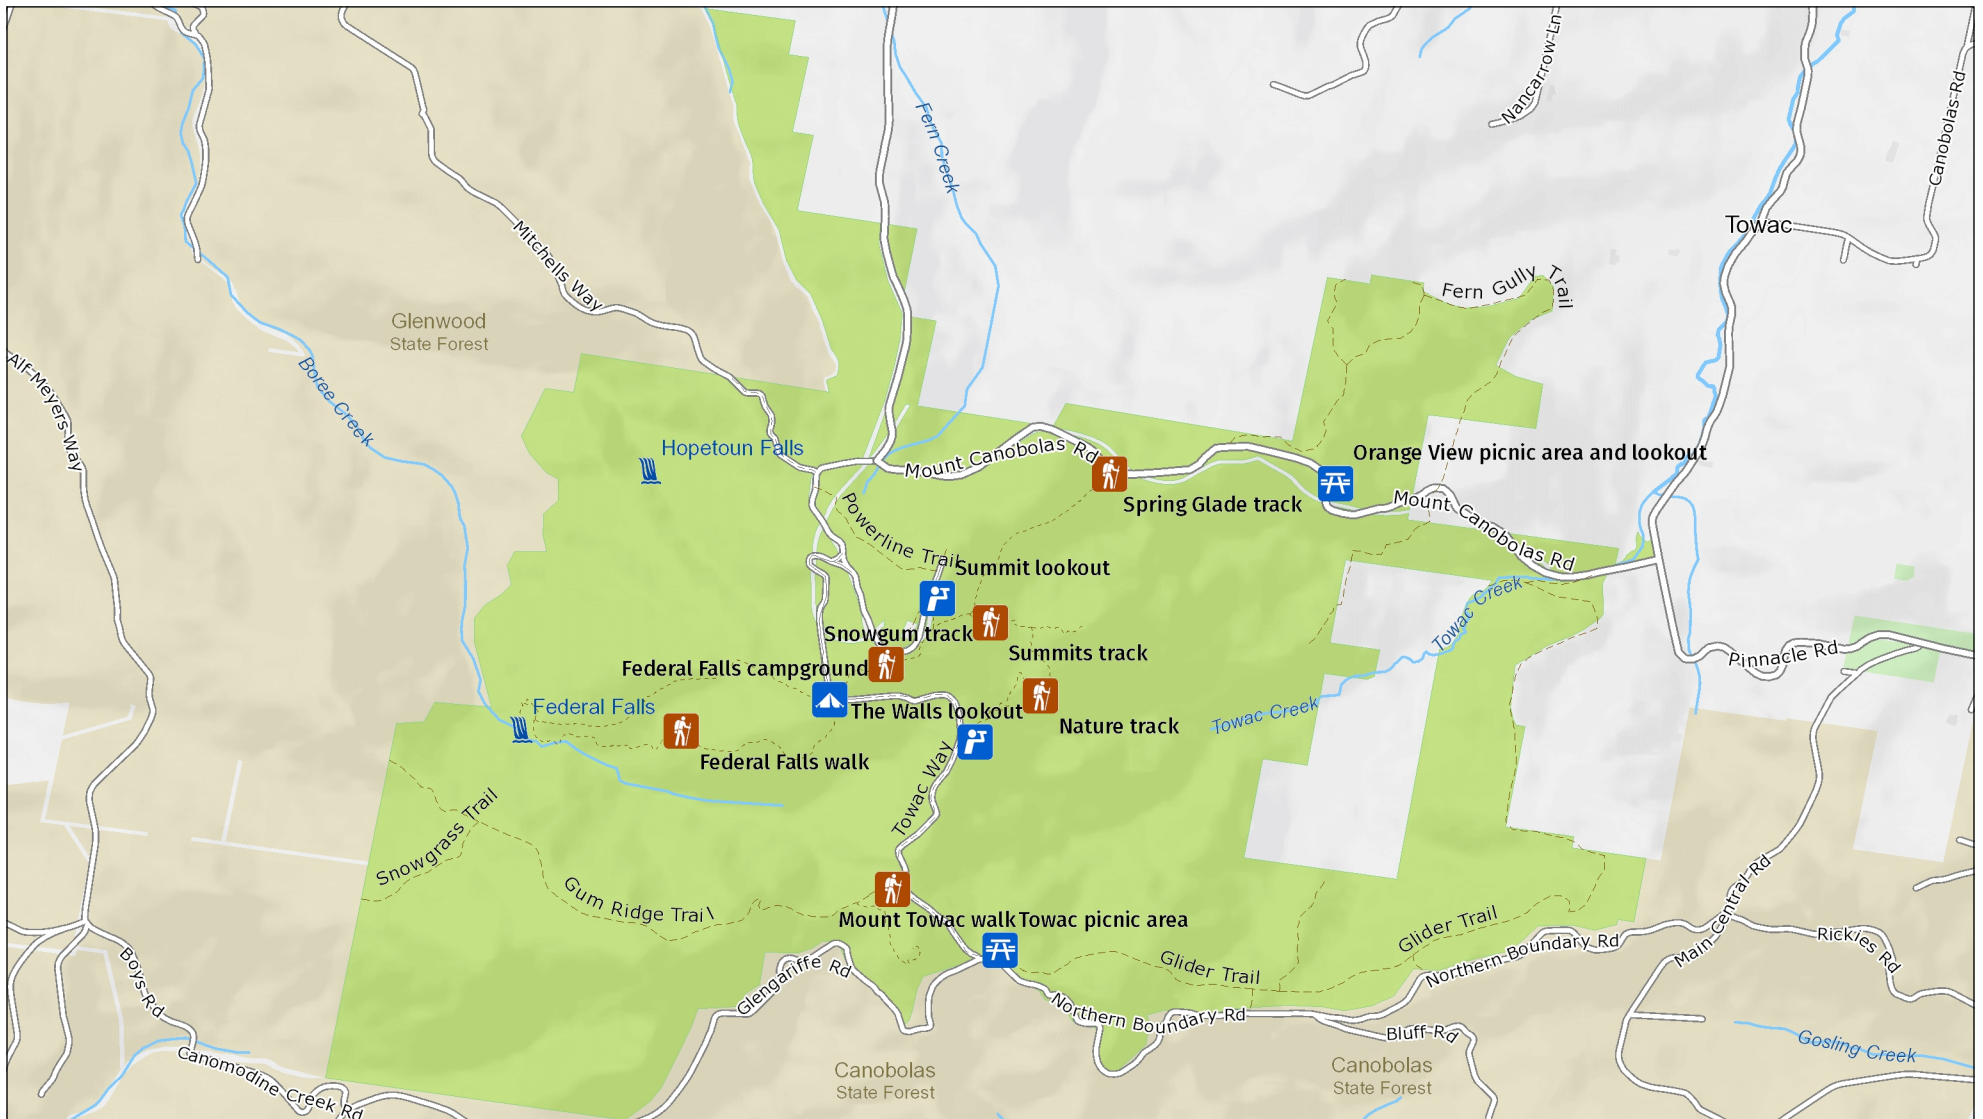 Nancarrow-Ln
Canobolas-Rd
Fern Creek
Towac
Mitchells Way
Fern Gully Trail
Glenwood
State Forest
Alf-Meyers-Way
Boree Creek
Hopetoun Falls
Mount Canobolas Rd
Orange View picnic area and lookout
Spring Glade track
Mount Canobolas Rd
Powerline Trail
Summit lookout
Towac Creek
Snowgum track
Summits track
Pinnacle Rd
Federal Falls campground
Federal Falls
The Walls lookout
Nature track
Towac Creek
Federal Falls walk
Towac Way
Snowgrass Trail
Gum Ridge Trail
Mount Towac walk
Towac picnic area
Glider Trail
Glider Trail
Main-Central-Rd
Rickies Rd
Northern-Boundary-Rd
Boys-Rd
Glengariffe Rd
Northern Boundary Rd
Bluff-Rd
Gosling Creek
Canomodine Creek Rd
Canobolas
State Forest
Canobolas
State Forest